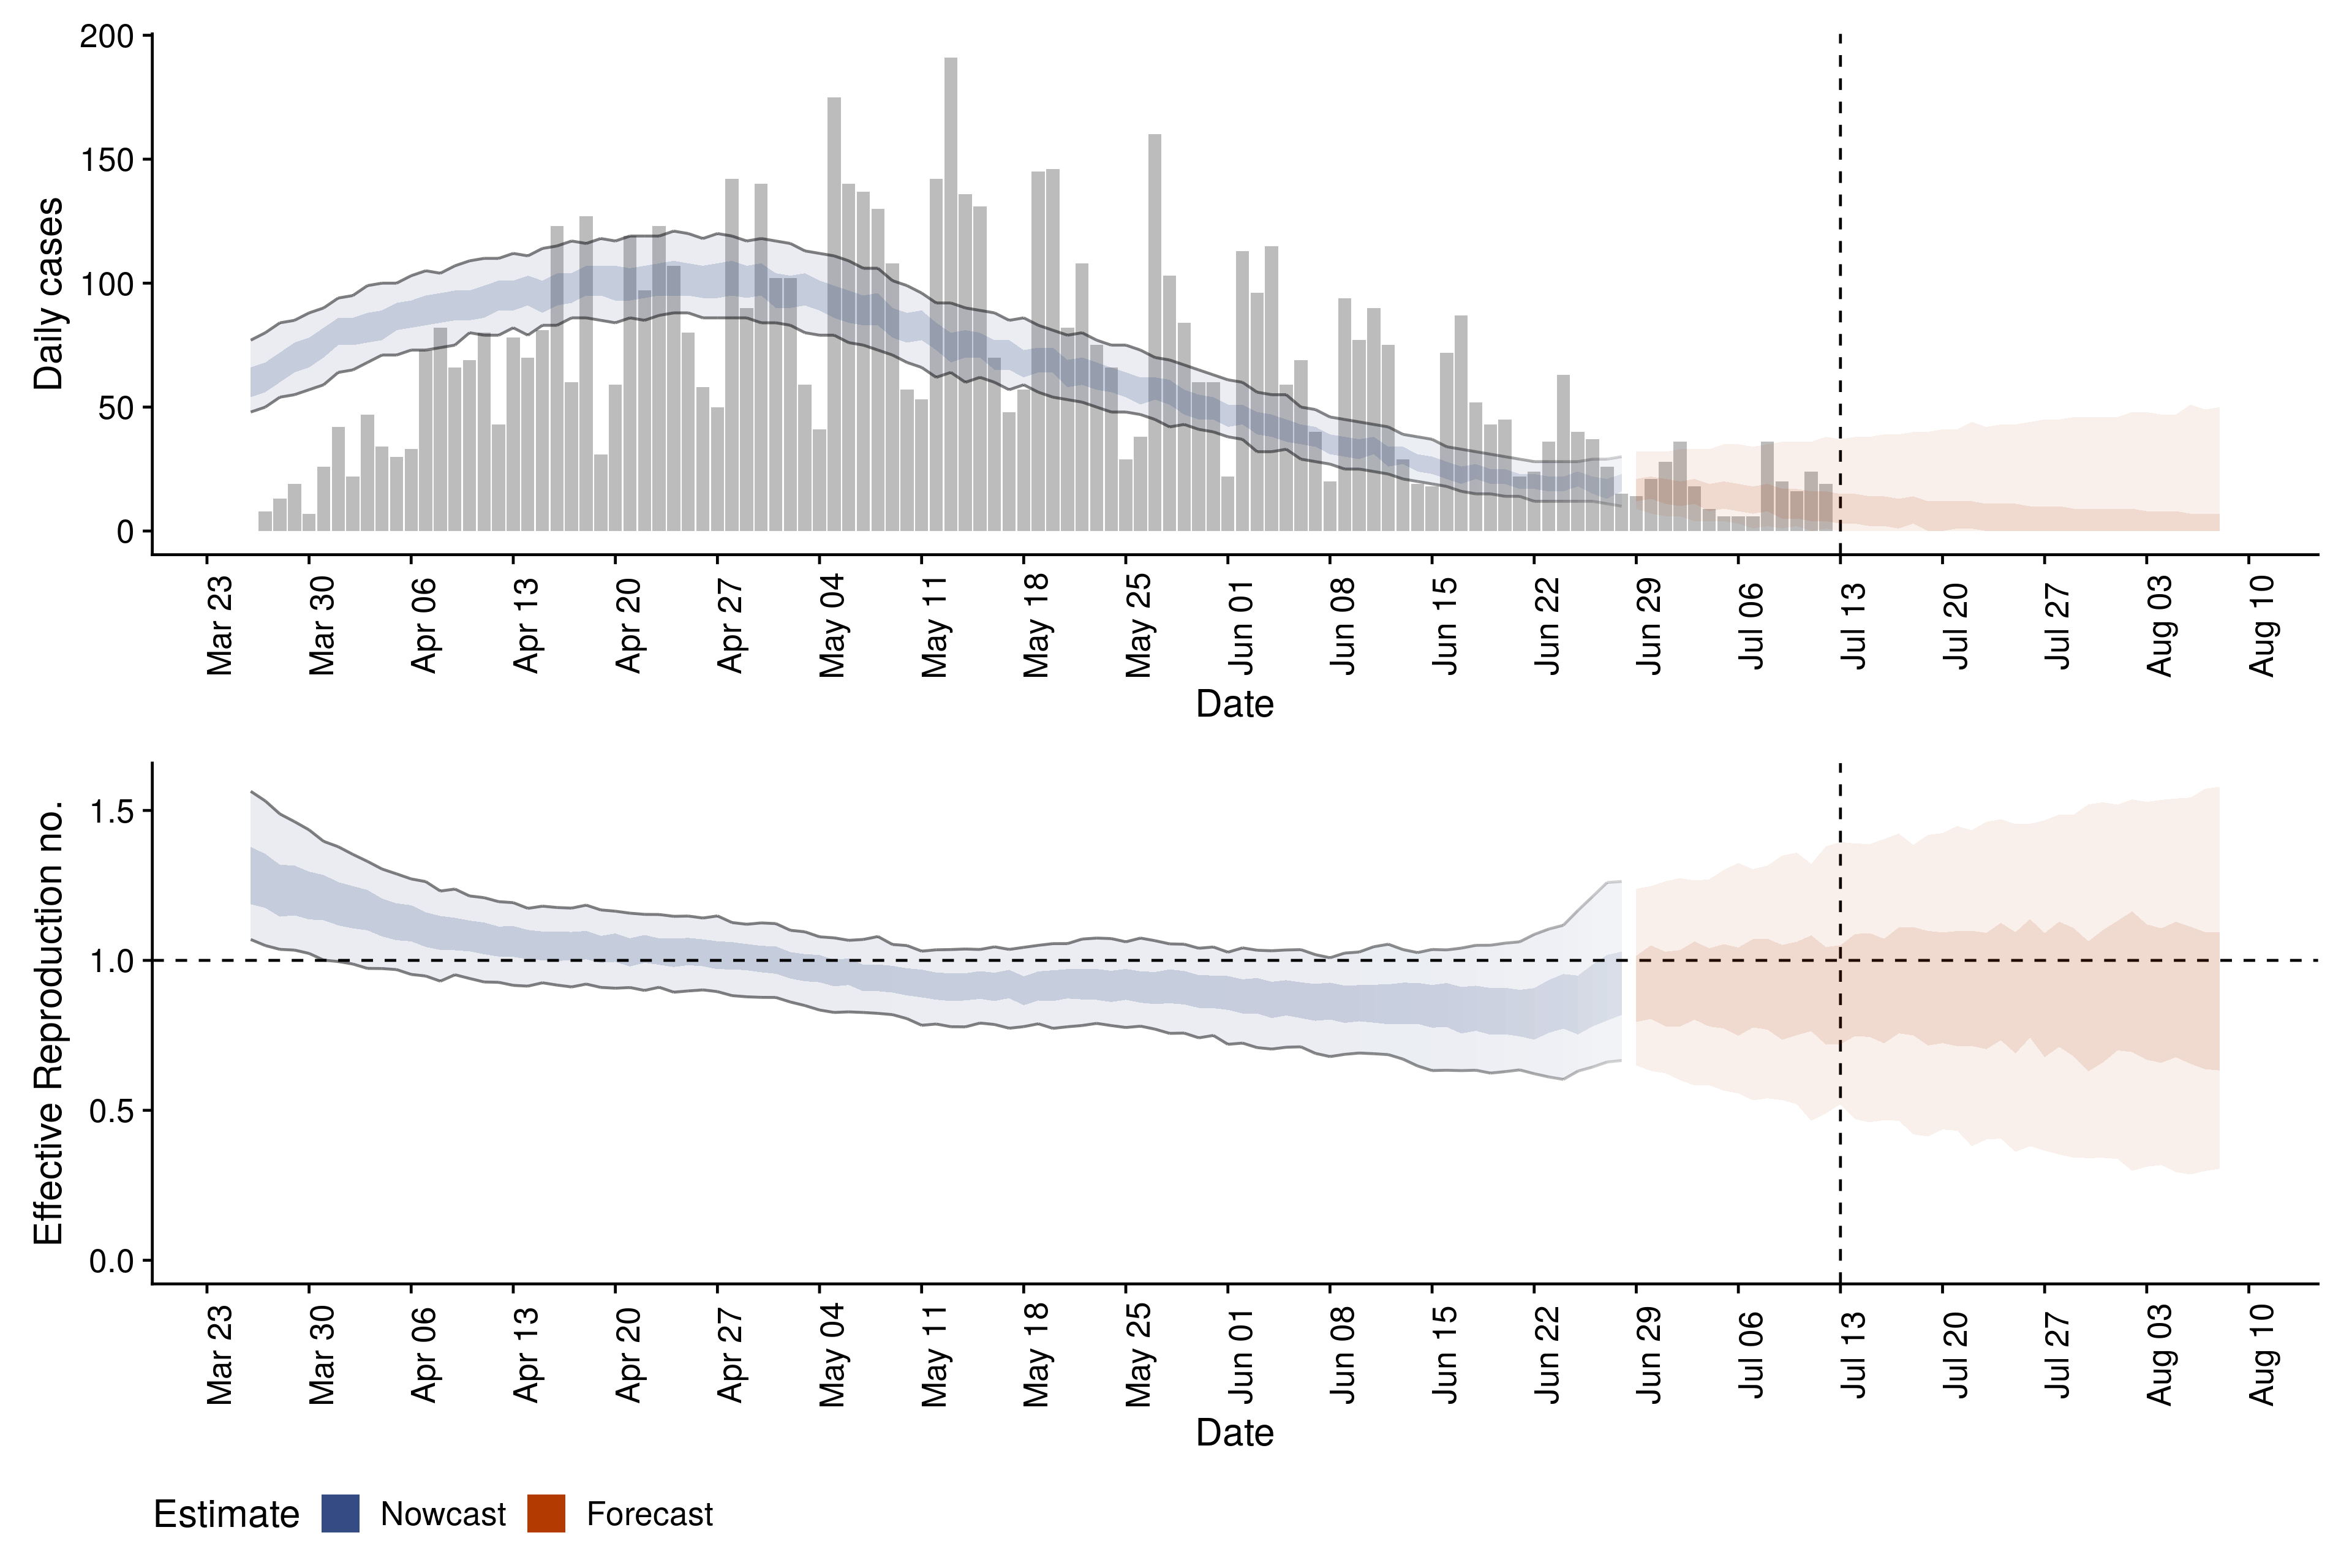 200
150
100
50
0
Daily cases
Mar 23 Mar 30 Apr 06 Apr 13 Apr 20 Apr 27 May 04 May 11 May 18 May 25 Jun 01 Jun 08 Jun 15 Jun 22 Jun 29 Jul 06 Jul 13 Jul 20 Jul 27 Aug 03 Aug 10
Date
1.5
1.0
0.5
0.0
Effective Reproduction no.
Mar 23 Mar 30 Apr 06 Apr 13 Apr 20 Apr 27 May 04 May 11 May 18 May 25 Jun 01 Jun 08 Jun 15 Jun 22 Jun 29 Jul 06 Jul 13 Jul 20 Jul 27 Aug 03 Aug 10
Date
Estimate Nowcast Forecast